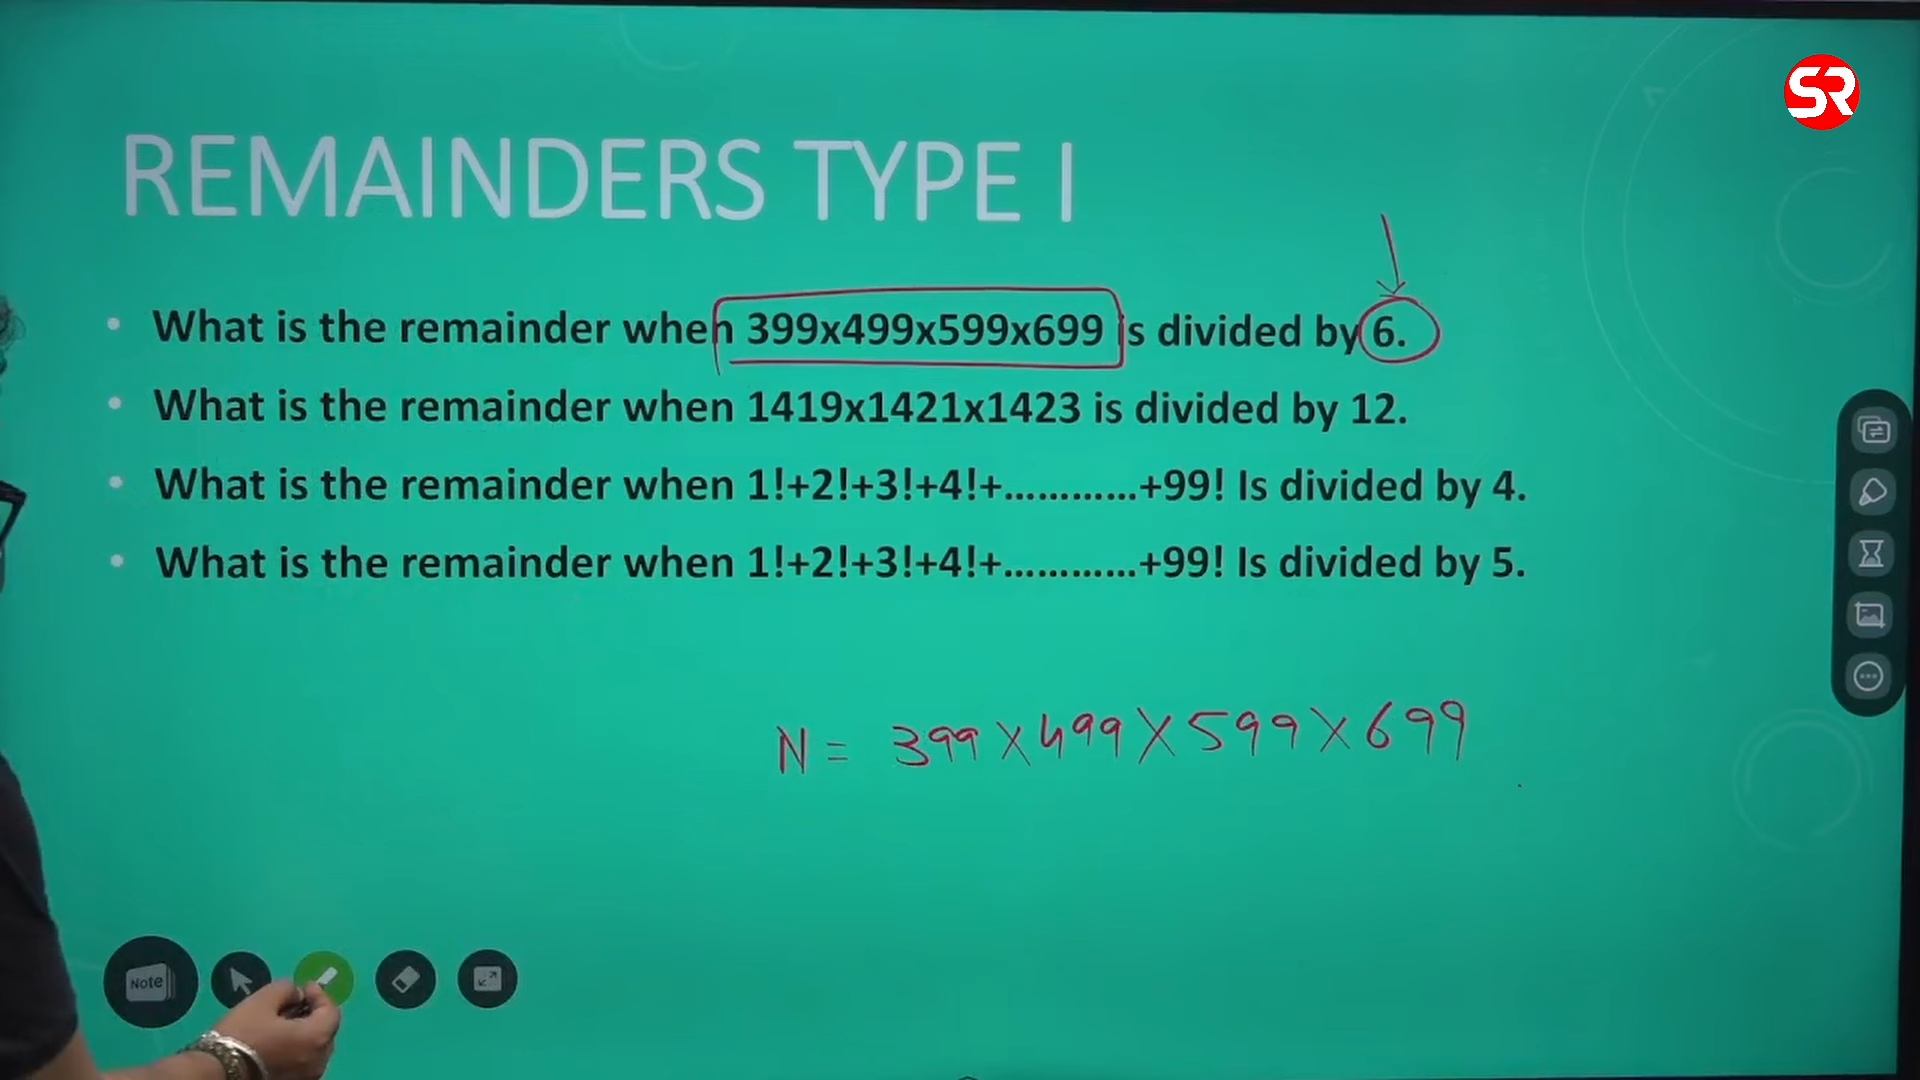 SR
REMAINDERS TYPE I
• What is the remainder when 399x499x599x699 is divided by 6.
• What is the remainder when 1419x1421x1423 is divided by 12.
• What is the remainder when 1!+2!+3!+4!+............+99! Is divided by 4.
• What is the remainder when 1!+2!+3!+4!+............+99! Is divided by 5.
N = 399 X 499 X 599 X 699
Note